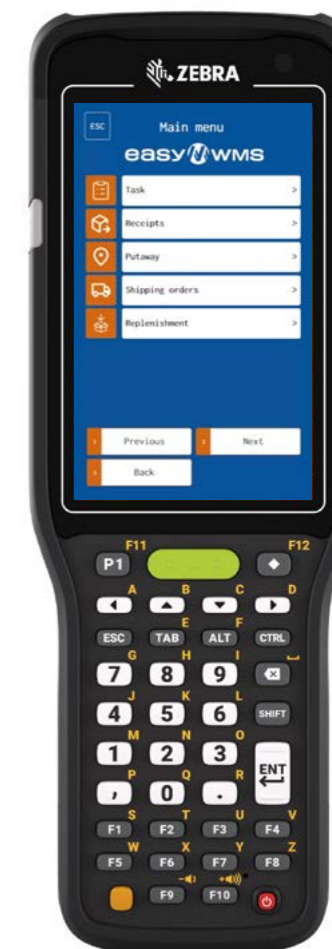 ZEBRA
ESC Main menu
easy WMS
Task >
Receipts >
Putaway >
Shipping orders >
Replenishment >
Previous Next
Back
F11 F12
P1
A B C D
E F
ESC TAB ALT CTRL
G H I
7 8 9
J K L
4 5 6 SHIFT
M N O
1 2 3
ENT
P Q R
, 0 .
S T U V
F1 F2 F3 F4
W X Y Z
F5 F6 F7 F8
- +
F9 F10